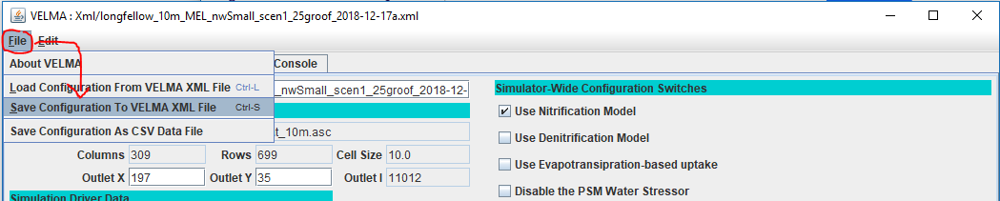 VELMA : Xml/longfellow_10m_MEL_nwSmall_scen1_25groof_2018-12-17a.xml
File Edit
About VELMA
Console
Load Configuration From VELMA XML File Ctrl-L
_nwSmall_scen1_25groof_2018-12-
Simulator-Wide Configuration Switches
Save Configuration To VELMA XML File Ctrl-S
Use Nitrification Model
Save Configuration As CSV Data File
t_10m.asc
Use Denitrification Model
Columns 309 Rows 699 Cell Size 10.0
Use Evapotransipration-based uptake
Outlet X 197 Outlet Y 35 Outlet I 11012
Disable the PSM Water Stressor
Simulation Driver Data